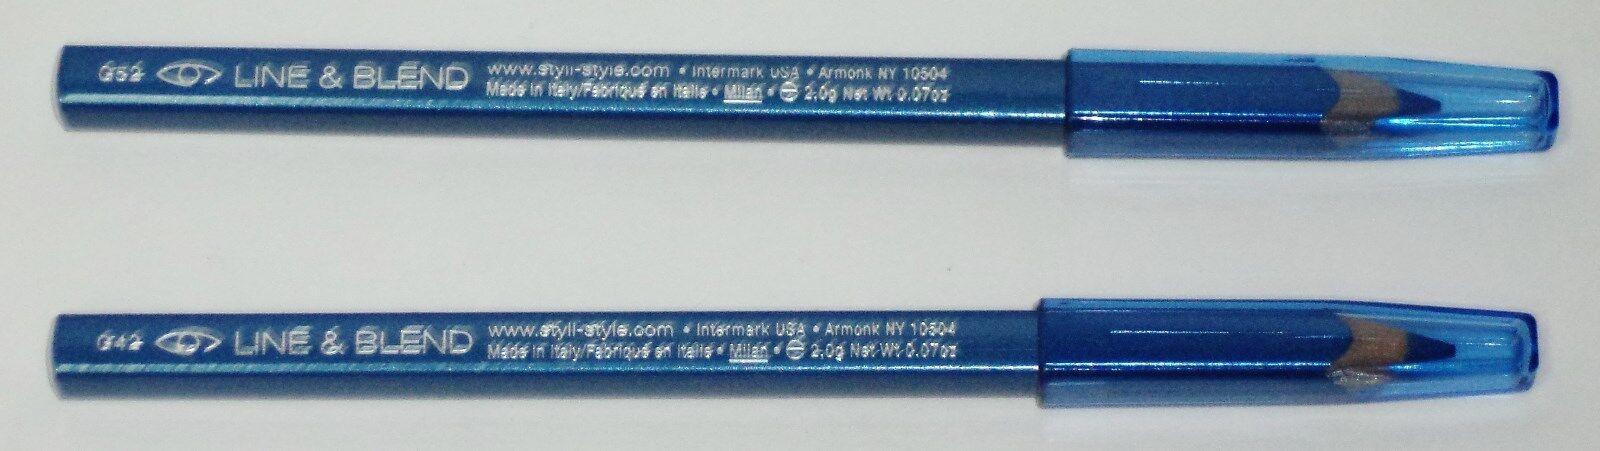 LINE & BLEND
www.styli-style.com • Intermark USA • Armonk NY 10504
Made in Italy/Fabriqué en Italie • Milan • 2.0g Net Wt 0.07oz
LINE & BLEND
www.styli-style.com • Intermark USA • Armonk NY 10504
Made in Italy/Fabriqué en Italie • Milan • 2.0g Net Wt 0.07oz